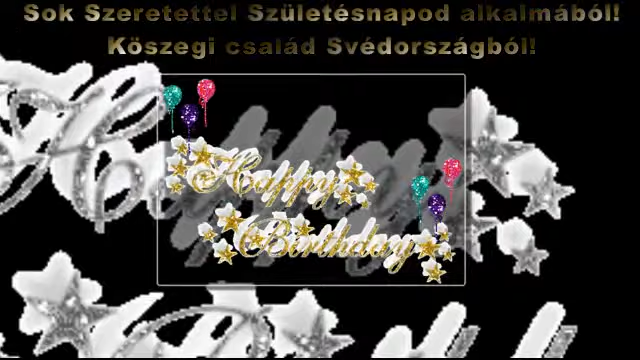 Sok Szeretettel Születésnapod alkalmából!
Köszegi család Svédországból!
Happy
Birthday